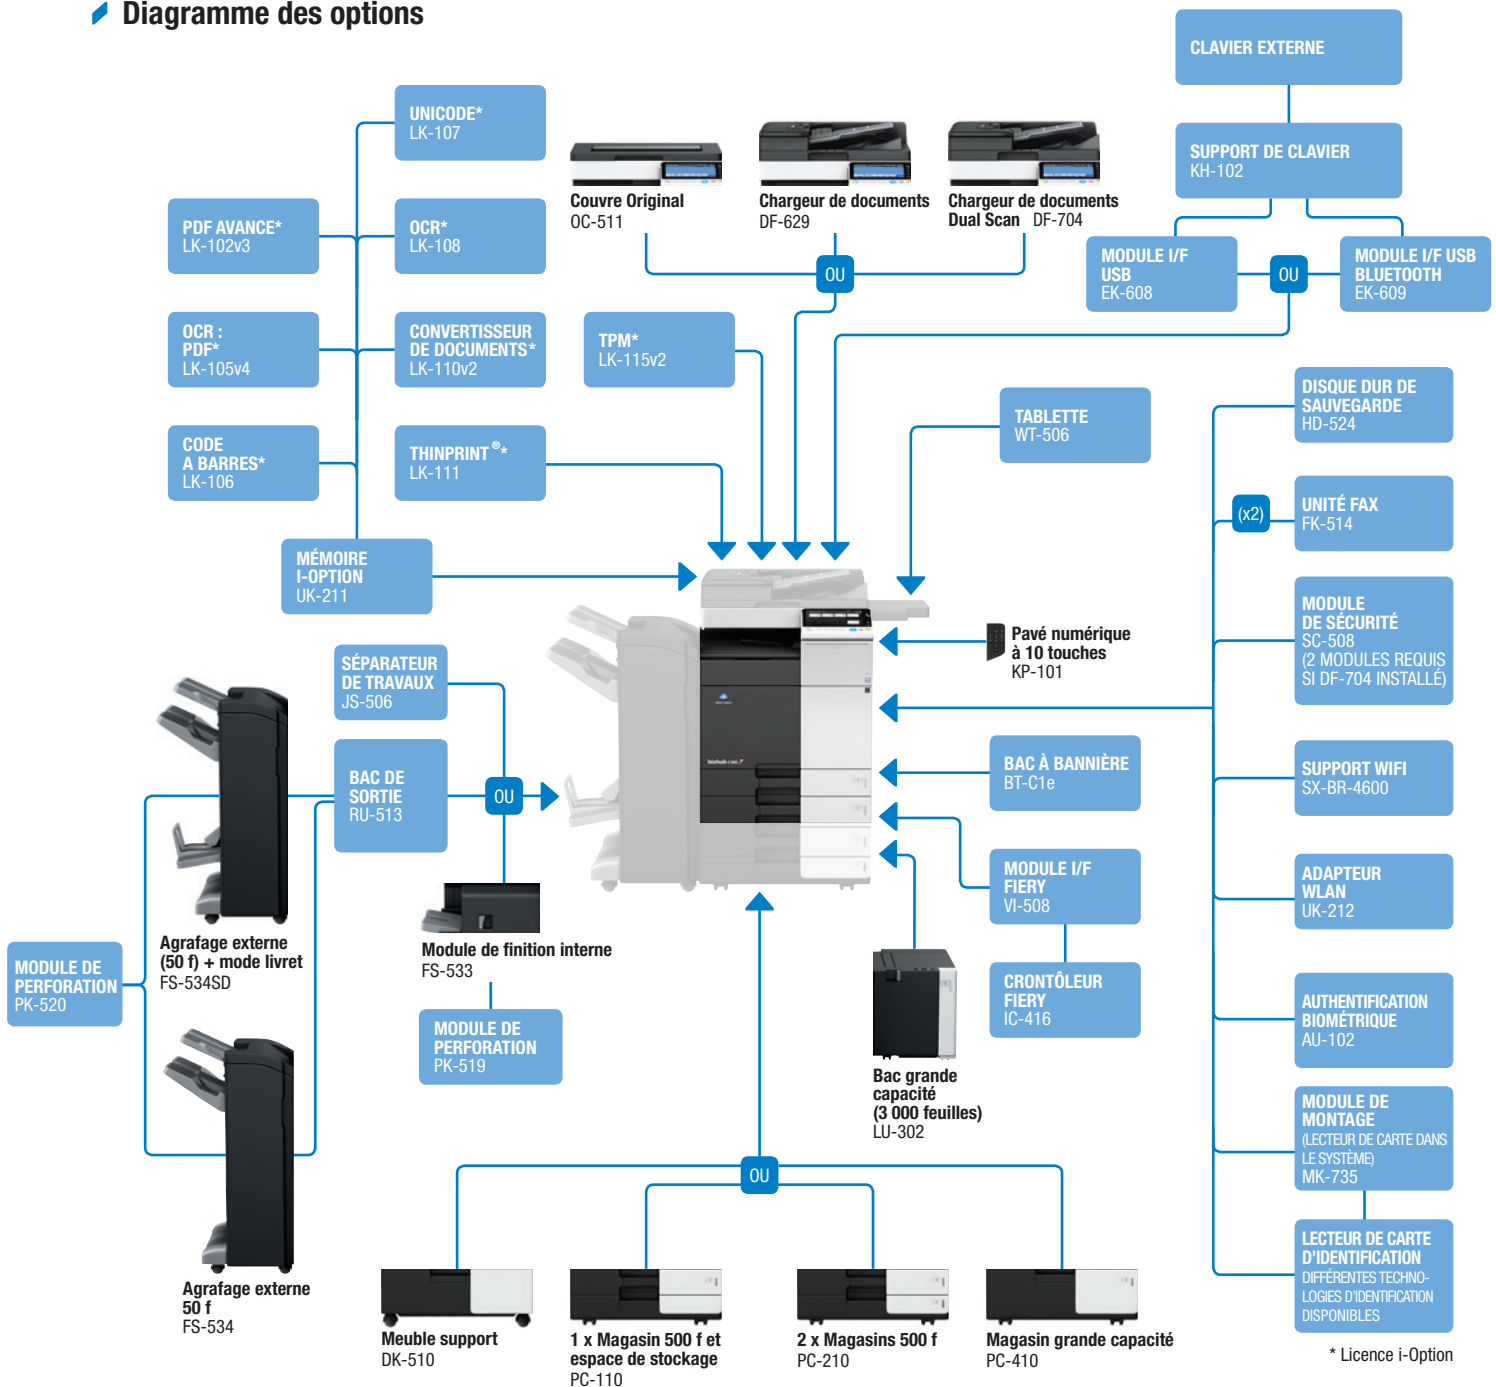 Diagramme des options
CLAVIER EXTERNE
UNICODE*
LK-107
SUPPORT DE CLAVIER
KH-102
Couvre Original
OC-511
Chargeur de documents
DF-629
Chargeur de documents
Dual Scan DF-704
PDF AVANCE*
LK-102v3
OCR*
LK-108
OU
MODULE I/F
USB
EK-608
OU
MODULE I/F USB
BLUETOOTH
EK-609
OCR :
PDF*
LK-105v4
CONVERTISSEUR
DE DOCUMENTS*
LK-110v2
TPM*
LK-115v2
DISQUE DUR DE
SAUVEGARDE
HD-524
TABLETTE
WT-506
CODE
A BARRES*
LK-106
THINPRINT®*
LK-111
(x2)
UNITÉ FAX
FK-514
MÉMOIRE
I-OPTION
UK-211
MODULE
DE SÉCURITÉ
SC-508
(2 MODULES REQUIS
SI DF-704 INSTALLÉ)
Pavé numérique
à 10 touches
KP-101
SÉPARATEUR
DE TRAVAUX
JS-506
BAC DE
SORTIE
RU-513
OU
BAC À BANNIÈRE
BT-C1e
SUPPORT WIFI
SX-BR-4600
MODULE I/F
FIERY
VI-508
ADAPTEUR
WLAN
UK-212
Agrafage externe
(50 f) + mode livret
FS-534SD
Module de finition interne
FS-533
MODULE DE
PERFORATION
PK-520
CRONTÔLEUR
FIERY
IC-416
AUTHENTIFICATION
BIOMÉTRIQUE
AU-102
MODULE DE
PERFORATION
PK-519
Bac grande
capacité
(3 000 feuilles)
LU-302
MODULE DE
MONTAGE
(LECTEUR DE CARTE DANS
LE SYSTÈME)
MK-735
OU
LECTEUR DE CARTE
D'IDENTIFICATION
DIFFÉRENTES TECHNO-
LOGIES D'IDENTIFICATION
DISPONIBLES
Agrafage externe
50 f
FS-534
Meuble support
DK-510
1 x Magasin 500 f et
espace de stockage
PC-110
2 x Magasins 500 f
PC-210
Magasin grande capacité
PC-410
* Licence i-Option